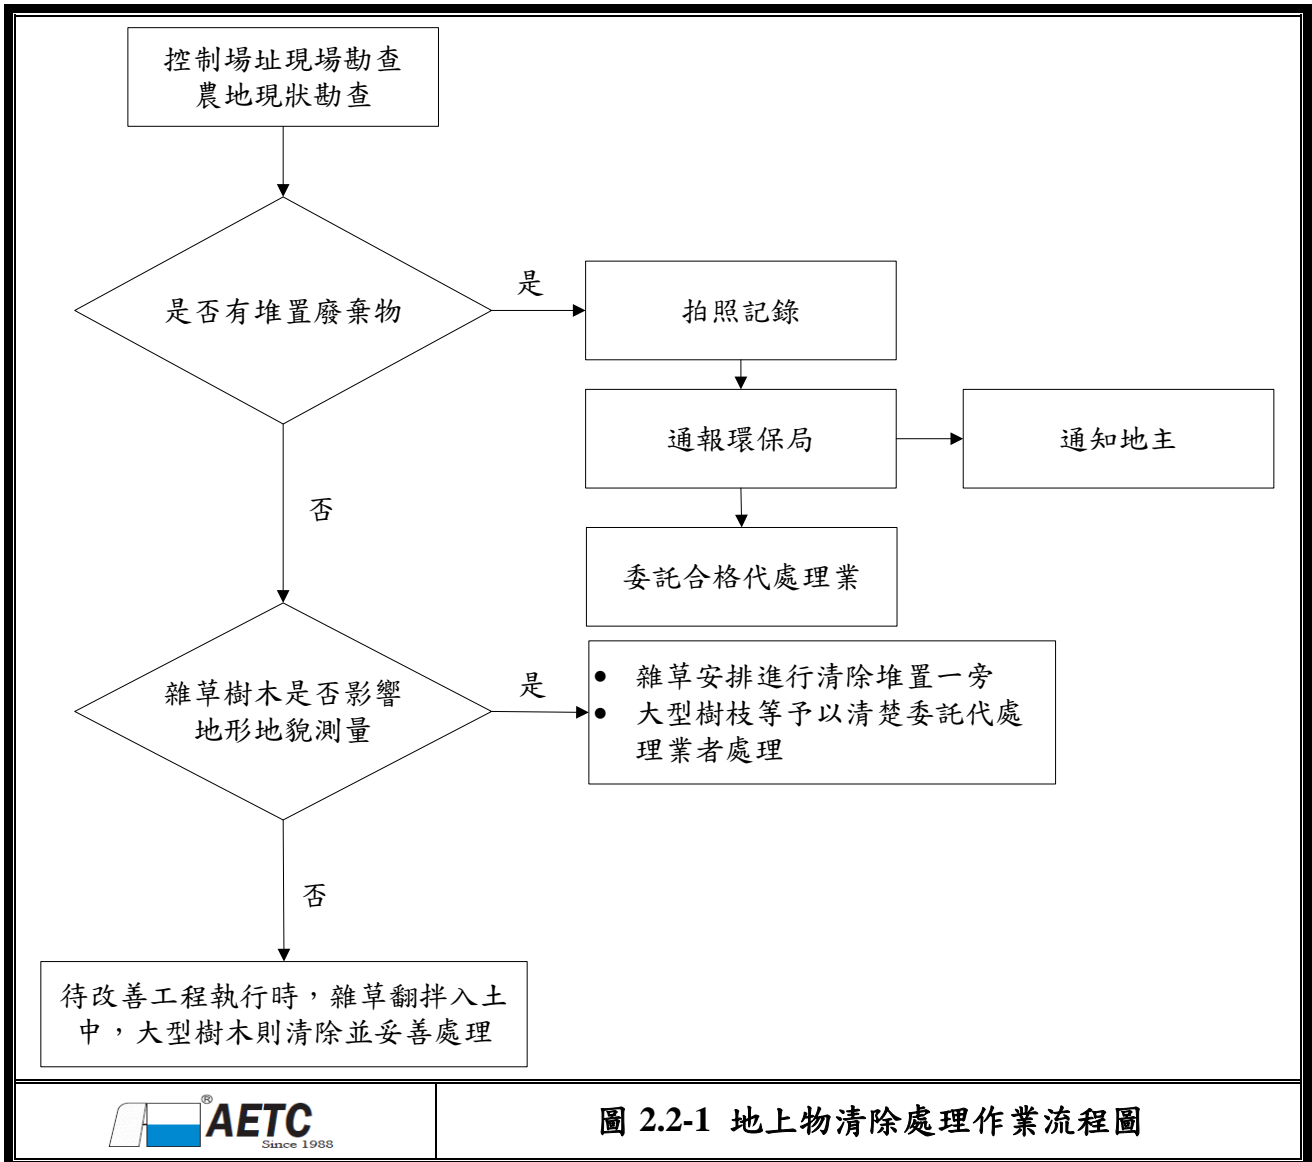 控制場址現場勘查
農地現狀勘查
是否有堆置廢棄物
是
拍照記錄
通報環保局
通知地主
否
委託合格代處理業
雜草樹木是否影響
地形地貌測量
是
● 雜草安排進行清除堆置一旁
● 大型樹枝等予以清楚委託代處
理業者處理
否
待改善工程執行時，雜草翻拌入土
中，大型樹木則清除並妥善處理
®
AETC
Since 1988
圖 2.2-1 地上物清除處理作業流程圖